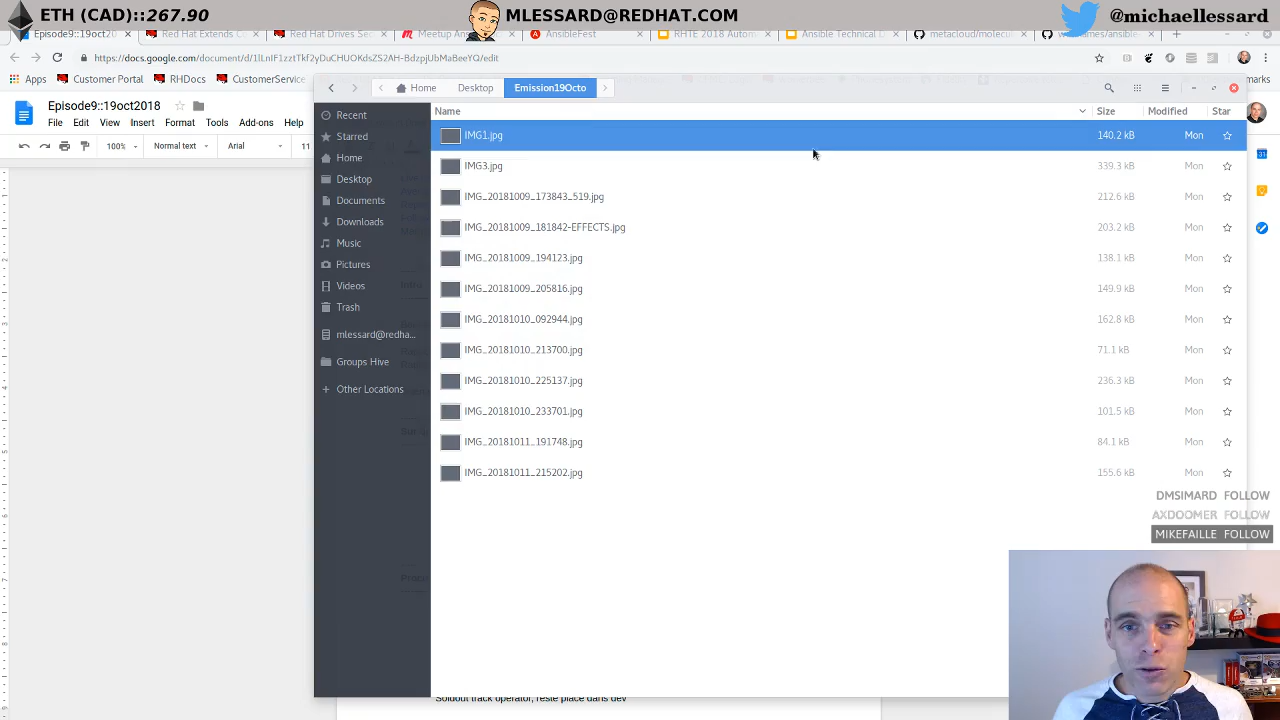 ETH (CAD)::267.90
MLESSARD@REDHAT.COM
@michaellessard
Episode9::19oct20
Red Hat Extends C
Red Hat Drives Se
Meetup Ans
AnsibleFest
RHTE 2018 Autom
Ansible Technical D
metacloud/molecul
https://docs.google.com/document/
Apps
Customer Portal
RHDocs
CustomerService
Episode9::19oct2018
File Edit View Insert Format Tools Add-ons Help
100% Normal text Arial 11
Home
Desktop
Emission19Octo
Name Size Modified Star
Recent
Starred
Home
Desktop
Documents
Downloads
Music
Pictures
Videos
Trash
mlessard@redha...
Groups Hive
+ Other Locations
IMG1.jpg 140.2 kB Mon
IMG3.jpg 339.3 kB Mon
IMG_20181009_173843_519.jpg 212.6 kB Mon
IMG_20181009_181842-EFFECTS.jpg 203.2 kB Mon
IMG_20181009_194123.jpg 138.1 kB Mon
IMG_20181009_205816.jpg 149.9 kB Mon
IMG_20181010_092944.jpg 162.8 kB Mon
IMG_20181010_213700.jpg 71.1 kB Mon
IMG_20181010_225137.jpg 236.3 kB Mon
IMG_20181010_233701.jpg 101.5 kB Mon
IMG_20181011_191748.jpg 84.1 kB Mon
IMG_20181011_215202.jpg 155.6 kB Mon
DMSIMARD FOLLOW
AXDOOMER FOLLOW
MIKEFAILLE FOLLOW
Soldout track operator, reste place dans dev